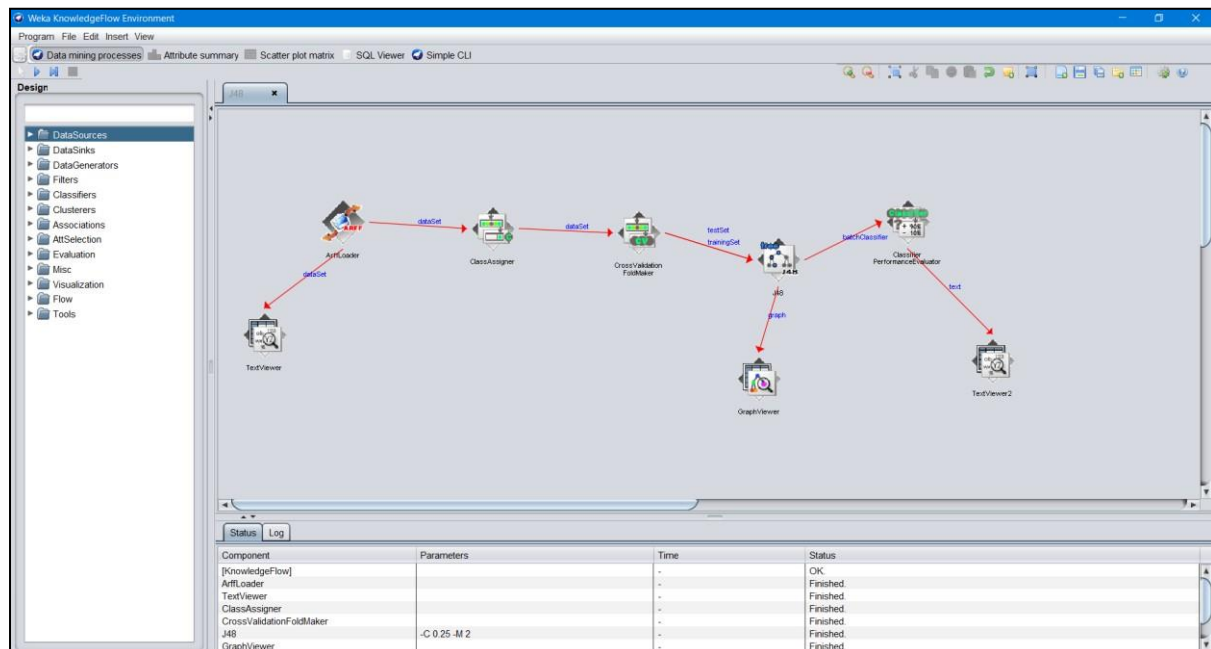 Weka KnowledgeFlow Environment
Program File Edit Insert View
Data mining processes Attribute summary Scatter plot matrix SQL Viewer Simple CLI
Design
J48
DataSources
DataSinks
DataGenerators
Filters
Classifiers
Clusterers
Associations
AttSelection
Evaluation
Misc
Visualization
Flow
Tools
ARFF
ArffLoader
dataSet
ClassAssigner
dataSet
CrossValidation
FoldMaker
testSet
trainingSet
J48
J48
batchClassifier
Classifier
PerformanceEvaluator
dataSet
TextViewer
graph
GraphViewer
text
TextViewer2
Status Log
Component Parameters Time Status
[KnowledgeFlow] - OK.
ArffLoader - Finished.
TextViewer - Finished.
ClassAssigner - Finished.
CrossValidationFoldMaker - Finished.
J48 -C 0.25 -M 2 - Finished.
GraphViewer - Finished.